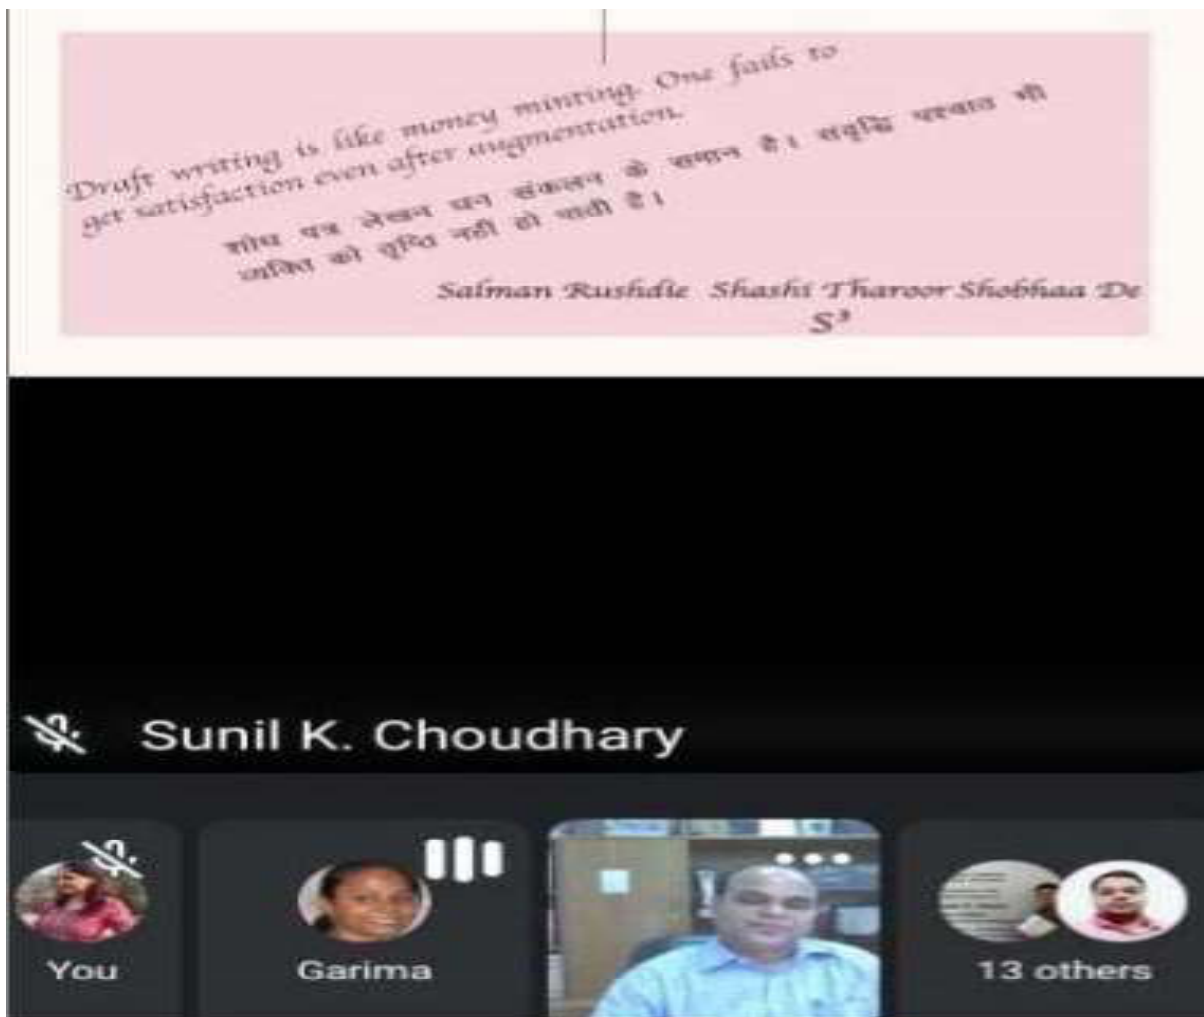 Draft writing is like money minting. One fails to
get satisfaction even after augmentation.
शोध पत्र लेखन धन संकलन के समान है। संवृद्धि पश्चात भी
व्यक्ति को तृप्ति नहीं हो पाती है।
Salman Rushdie Shashi Tharoor Shobhaa De
S³
Sunil K. Choudhary
You
Garima
13 others